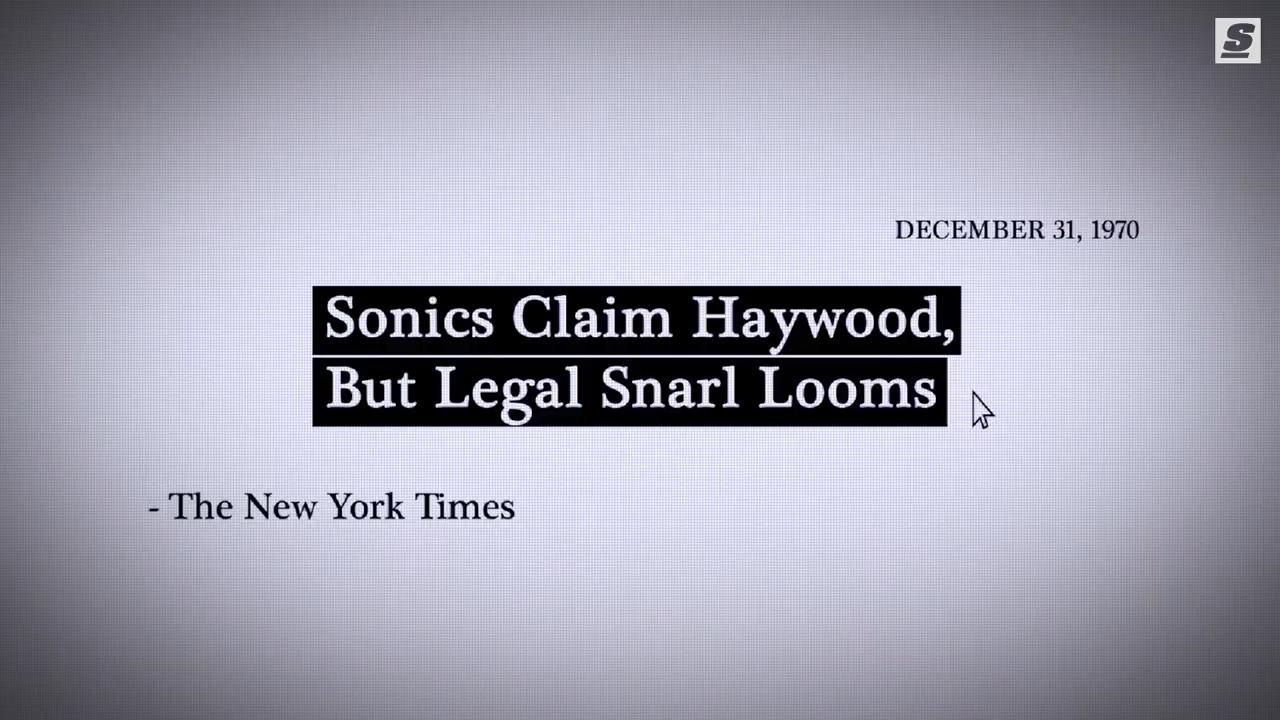 S
DECEMBER 31, 1970
Sonics Claim Haywood,
But Legal Snarl Looms
- The New York Times